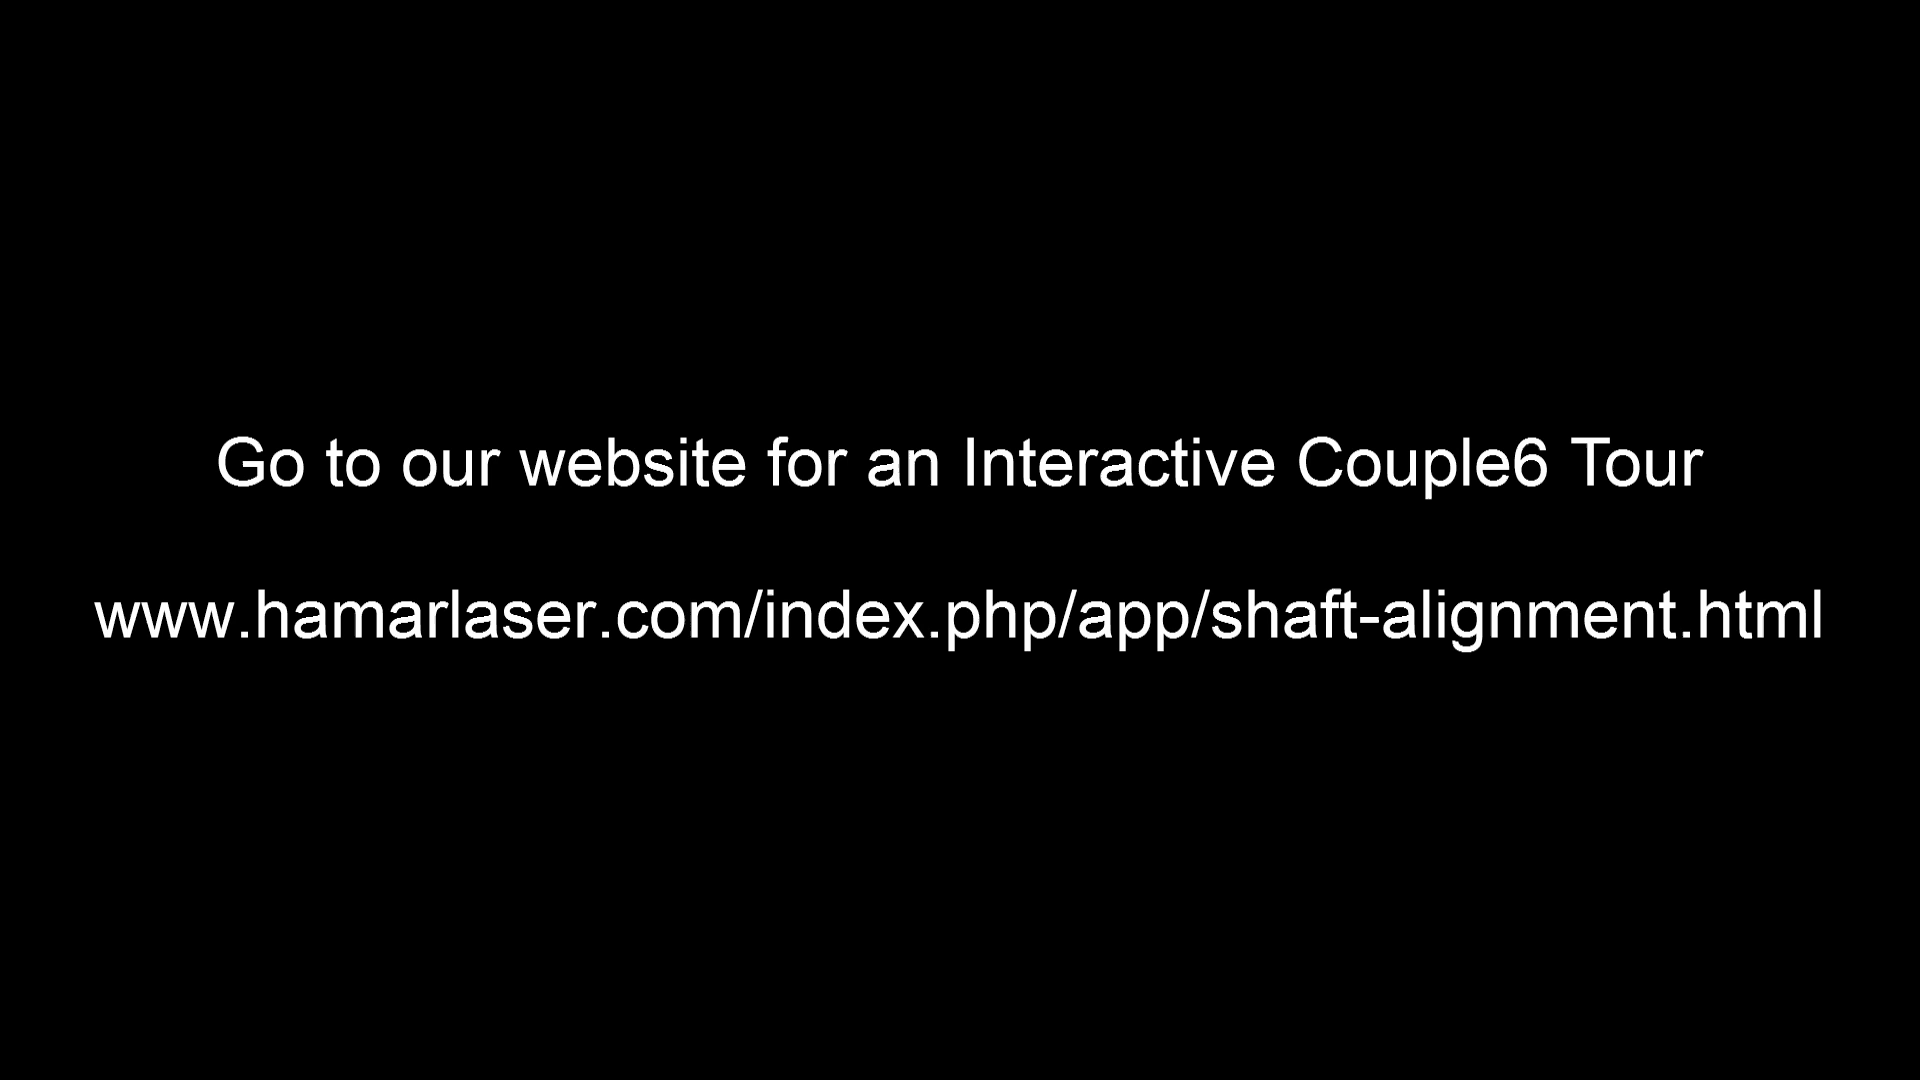 Go to our website for an Interactive Couple6 Tour
www.hamarlaser.com/index.php/app/shaft-alignment.html